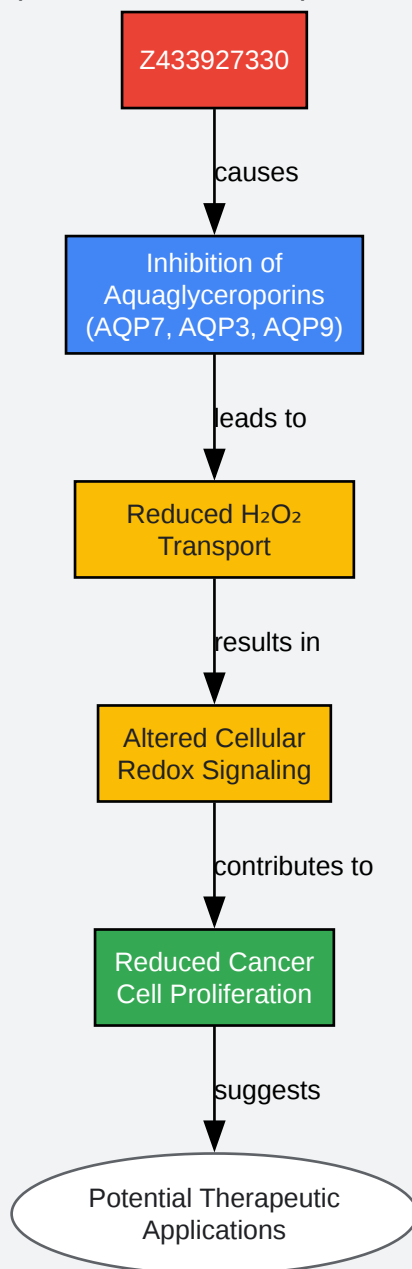 Z433927330
causes
Inhibition of
Aquaglyceroporins
(AQP7, AQP3, AQP9)
leads to
Reduced H₂O₂
Transport
results in
Altered Cellular
Redox Signaling
contributes to
Reduced Cancer
Cell Proliferation
suggests
Potential Therapeutic
Applications